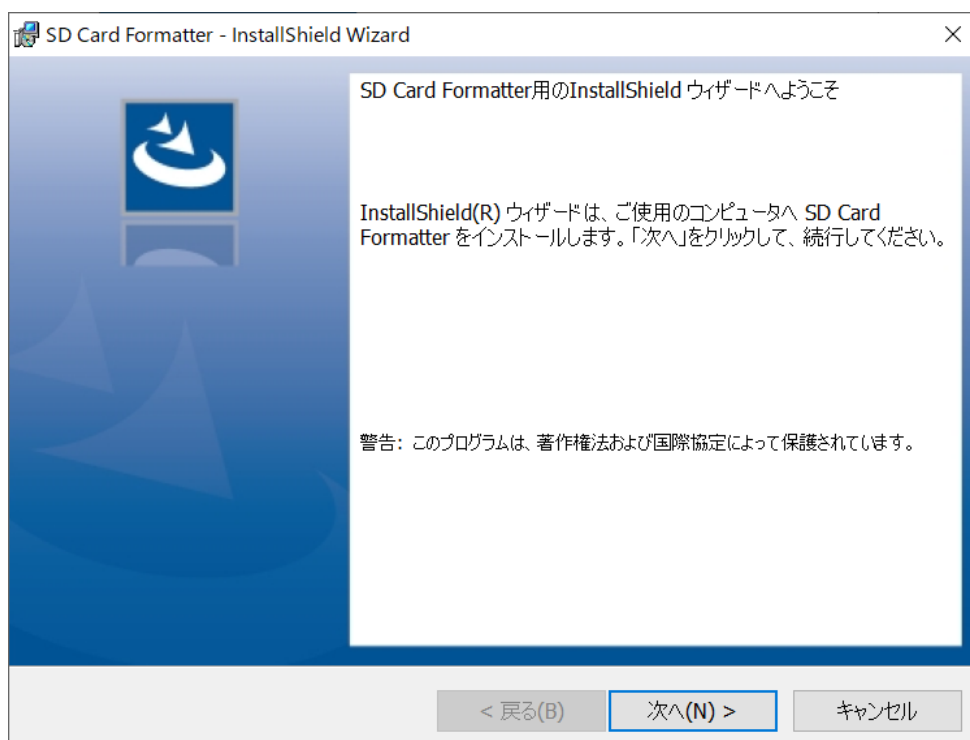 SD Card Formatter - InstallShield Wizard
SD Card Formatter用のInstallShield ウィザードへようこそ
InstallShield(R) ウィザードは、ご使用のコンピュータへ SD Card
Formatter をインストールします。「次へ」をクリックして、続行してください。
警告: このプログラムは、著作権法および国際協定によって保護されています。
< 戻る(B)
次へ(N) >
キャンセル